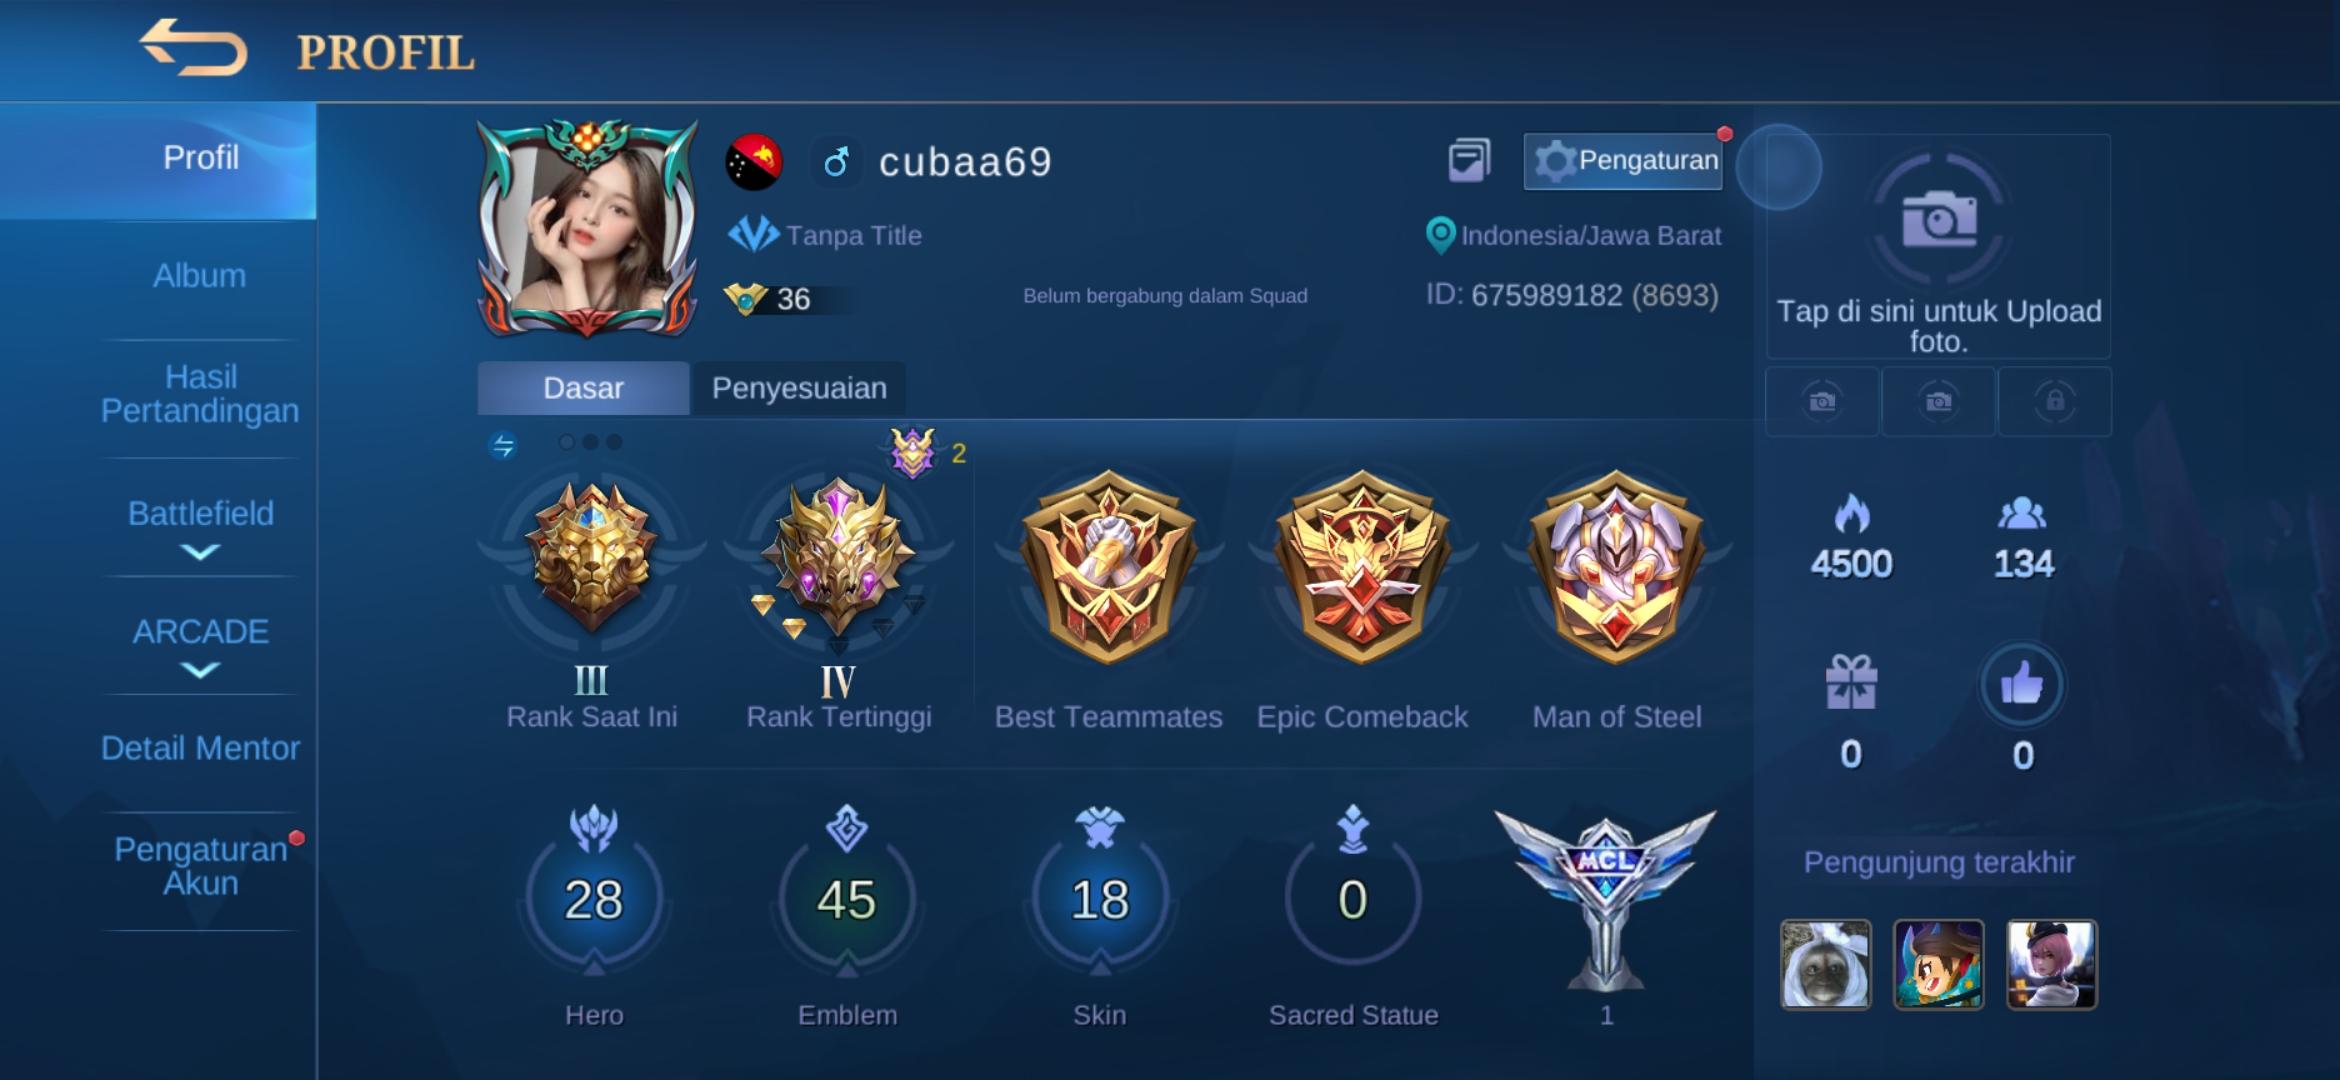 PROFIL
Profil
Album
Hasil
Pertandingan
Battlefield
ARCADE
Detail Mentor
Pengaturan
Akun
cubaa69
Pengaturan
Tanpa Title
Indonesia/Jawa Barat
36
Belum bergabung dalam Squad
ID: 675989182 (8693)
Tap di sini untuk Upload
foto.
Dasar
Penyesuaian
2
III
IV
Rank Saat Ini
Rank Tertinggi
Best Teammates
Epic Comeback
Man of Steel
4500
134
0
0
28
45
18
0
MCL
Hero
Emblem
Skin
Sacred Statue
1
Pengunjung terakhir